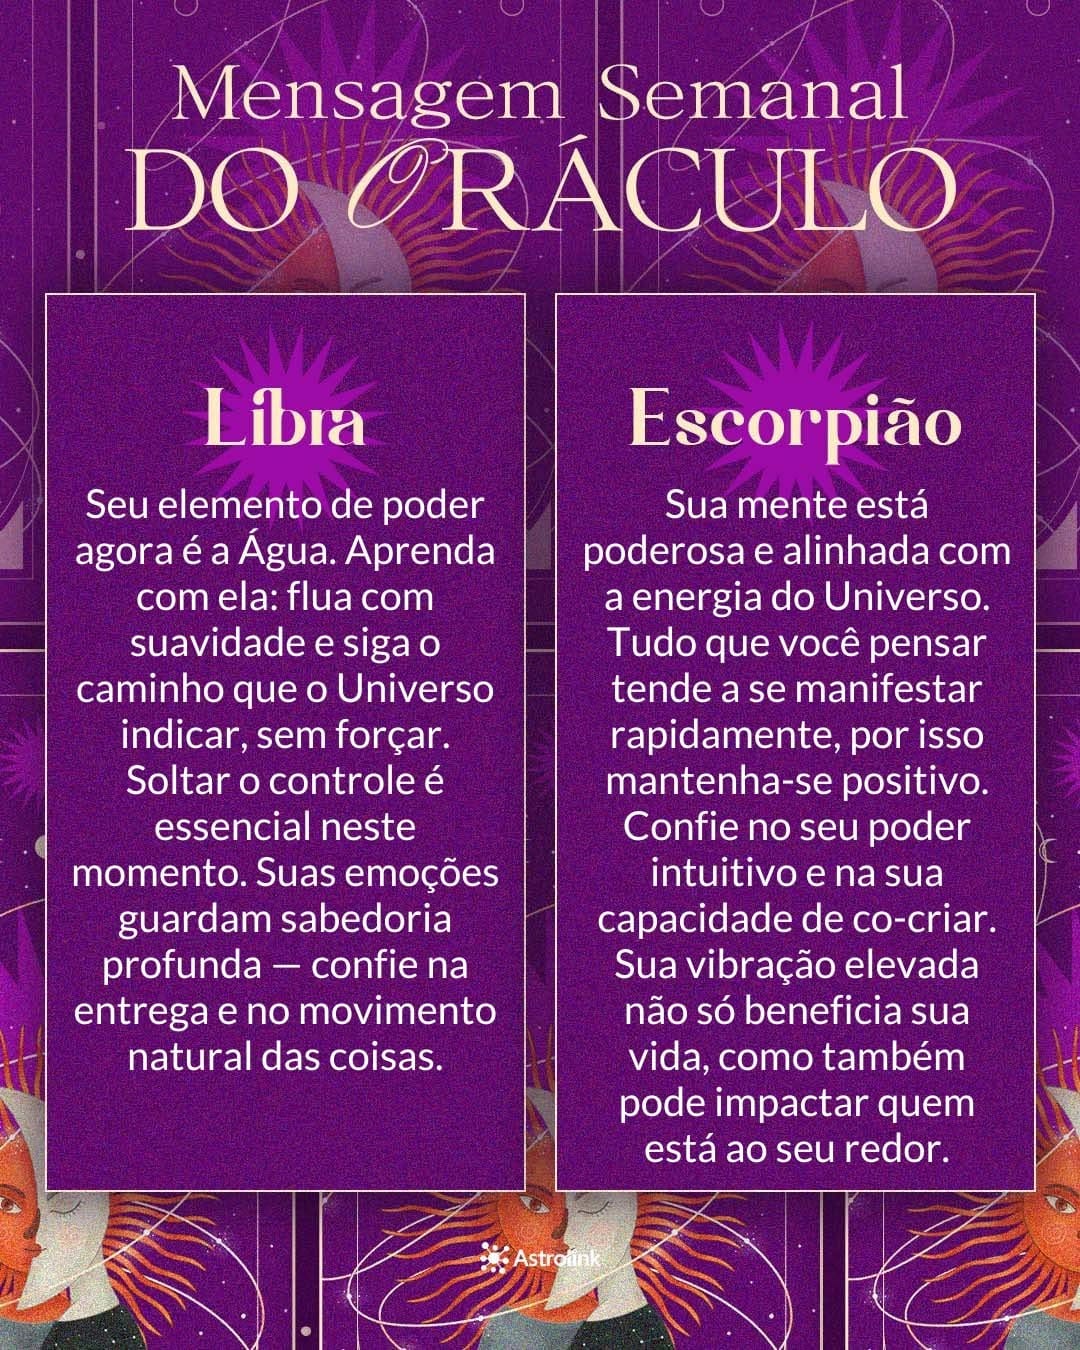 Mensagem Semanal
DO ORÁCULO
Libra
Seu elemento de poder
agora é a Água. Aprenda
com ela: flua com
suavidade e siga o
caminho que o Universo
indicar, sem forçar.
Soltar o controle é
essencial neste
momento. Suas emoções
guardam sabedoria
profunda — confie na
entrega e no movimento
natural das coisas.
Escorpião
Sua mente está
poderosa e alinhada com
a energia do Universo.
Tudo que você pensar
tende a se manifestar
rapidamente, por isso
mantenha-se positivo.
Confie no seu poder
intuitivo e na sua
capacidade de co-criar.
Sua vibração elevada
não só beneficia sua
vida, como também
pode impactar quem
está ao seu redor.
Astrolink